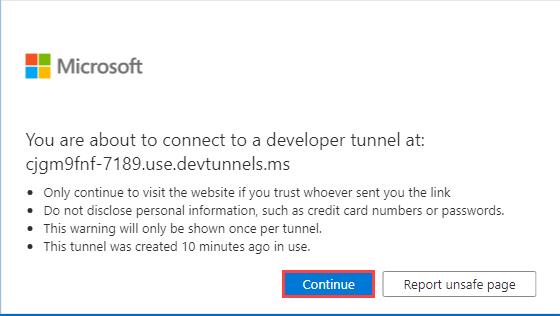 Microsoft
You are about to connect to a developer tunnel at:
cjgm9fnf-7189.use.devtunnels.ms
• Only continue to visit the website if you trust whoever sent you the link
• Do not disclose personal information, such as credit card numbers or passwords.
• This warning will only be shown once per tunnel.
• This tunnel was created 10 minutes ago in use.
Continue Report unsafe page